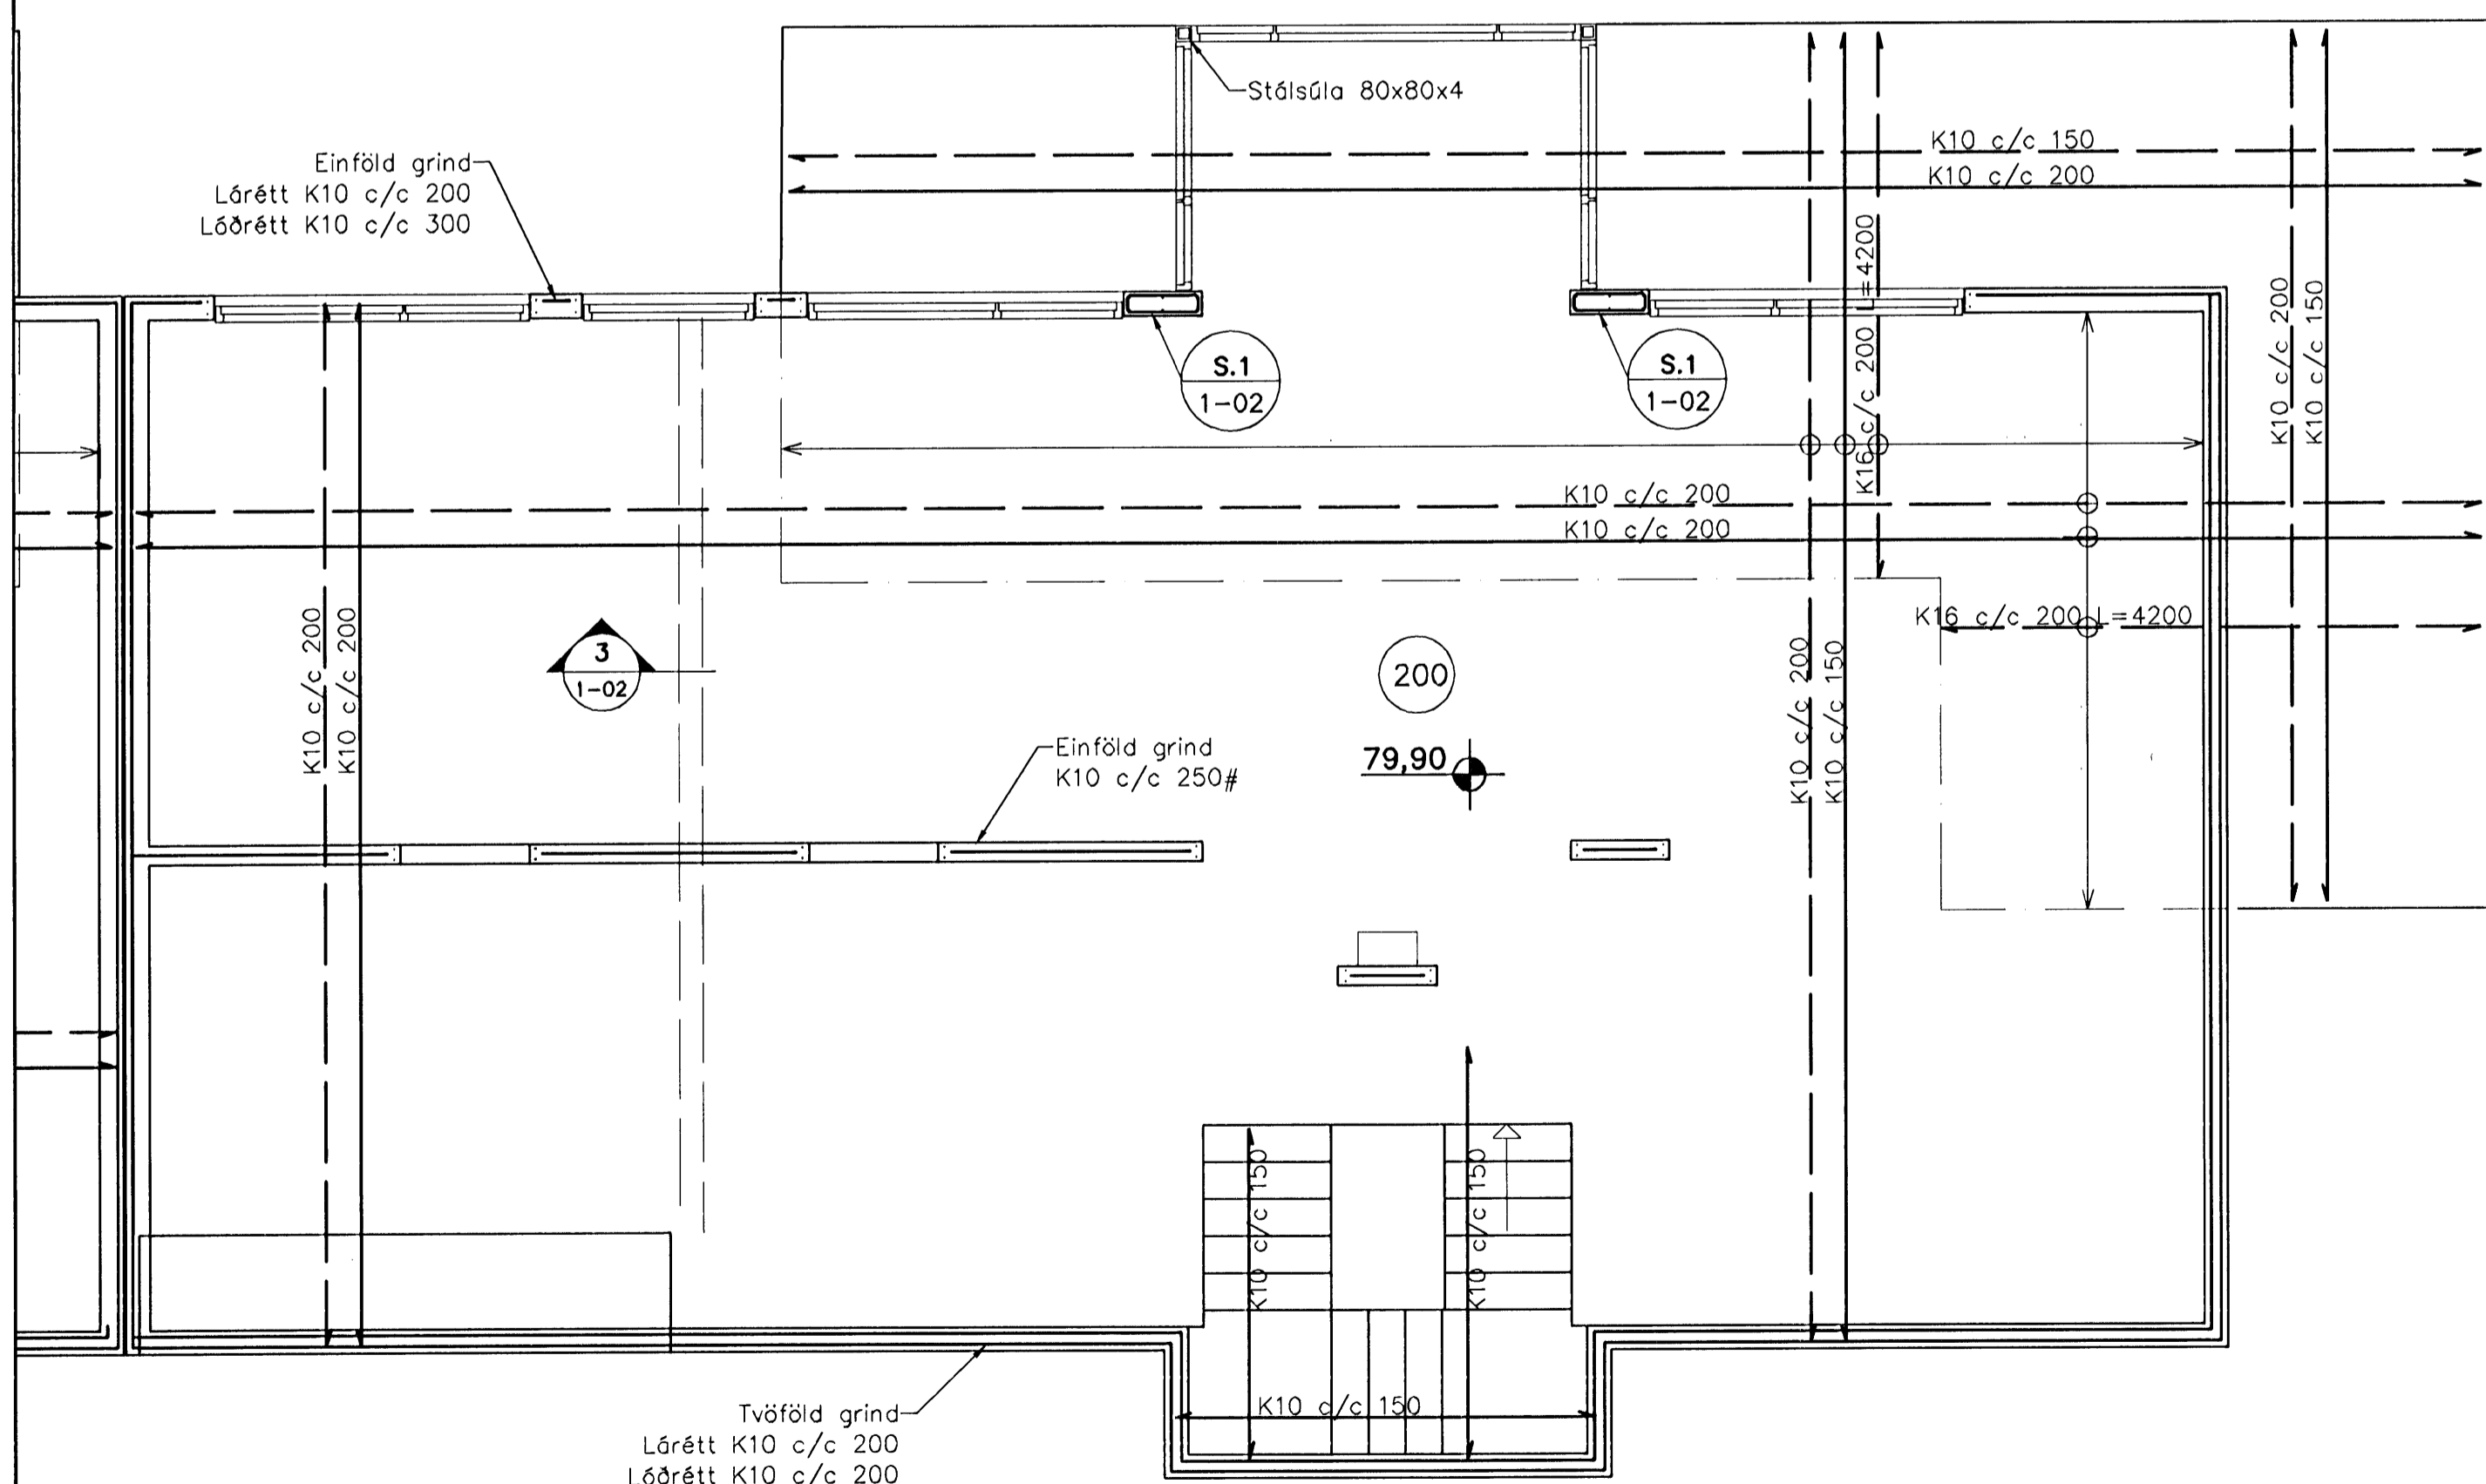 Stálsúla 80x80x4
K10 c/c 150
K10 c/c 200
Einföld grind
Lárétt K10 c/c 200
Lóðrétt K10 c/c 300
K16 c/c 200 L=4200
K10 c/c 200
K10 c/c 150
S.1
1-02
S.1
1-02
K10 c/c 200
K10 c/c 200
K16 c/c 200 L=4200
K10 c/c 200
K10 c/c 200
3
1-02
200
K10 c/c 200
K10 c/c 150
Einföld grind
K10 c/c 250#
79,90
K10 c/c 150
K10 c/c 150
K10 c/c 150
Tvöföld grind
Lárétt K10 c/c 200
Lóðrétt K10 c/c 200